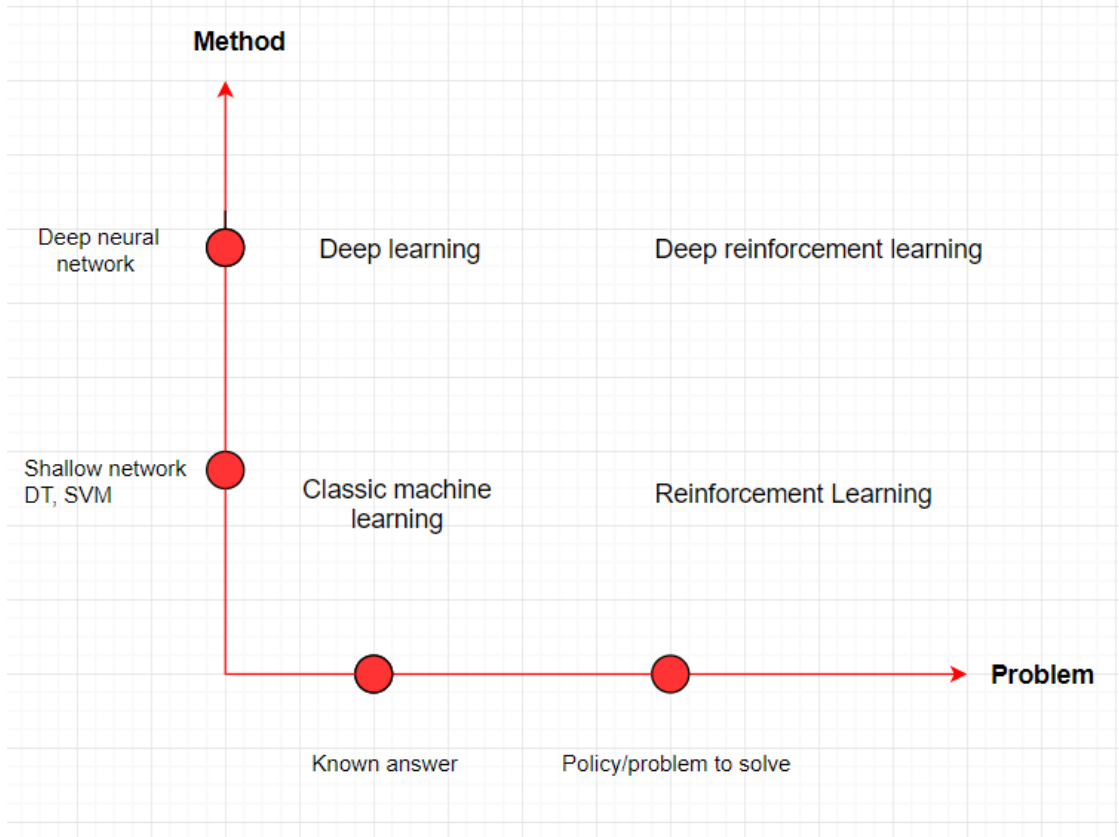 Method
Deep neural
network
Deep learning
Deep reinforcement learning
Shallow network
DT, SVM
Classic machine
learning
Reinforcement Learning
Problem
Known answer
Policy/problem to solve